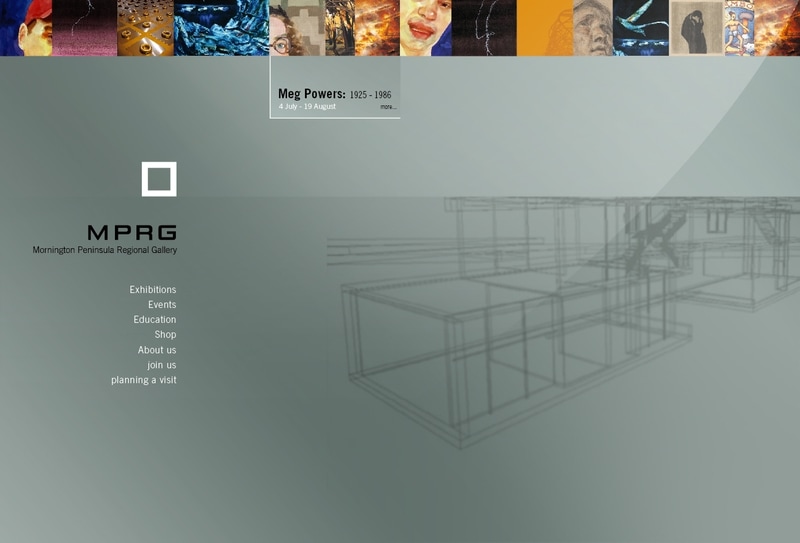 Meg Powers: 1925 - 1986
4 July - 19 August more...
MPRG
Mornington Peninsula Regional Gallery
Exhibitions
Events
Education
Shop
About us
join us
planning a visit